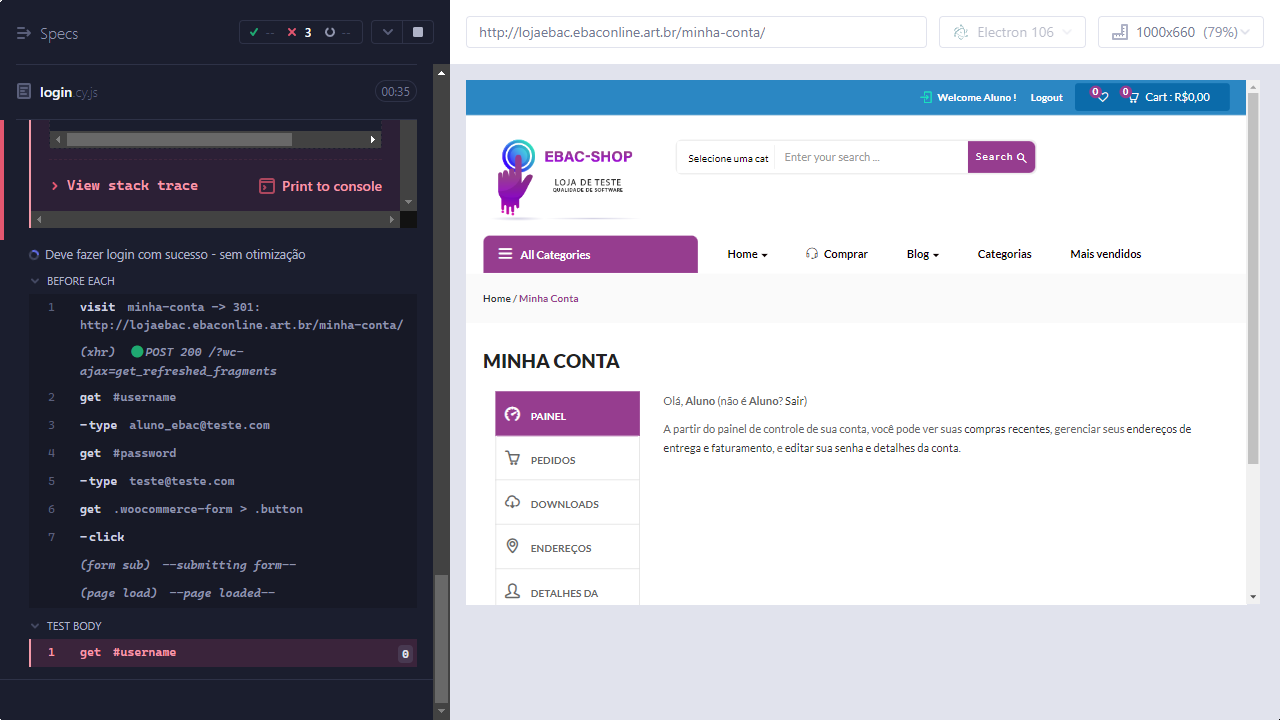 Specs
-- 3 --
login.cy.js
00:35
View stack trace
Print to console
Deve fazer login com sucesso - sem otimização
BEFORE EACH
1 visit minha-conta -> 301:
http://lojaebac.ebaconline.art.br/minha-conta/
(xhr) POST 200 /?wc-
ajax=get_refreshed_fragments
2 get #username
3 -type aluno_ebac@teste.com
4 get #password
5 -type teste@teste.com
6 get .woocommerce-form > .button
7 -click
(form sub) --submitting form--
(page load) --page loaded--
TEST BODY
1 get #username 0
http://lojaebac.ebaconline.art.br/minha-conta/
Electron 106
1000x660 (79%)
Welcome Aluno !
Logout
0
0
Cart : R$0,00
EBAC-SHOP
LOJA DE TESTE
QUALIDADE DE SOFTWARE
Selecione uma cat
Enter your search ...
Search
All Categories
Home
Comprar
Blog
Categorias
Mais vendidos
Home / Minha Conta
MINHA CONTA
PAINEL
PEDIDOS
DOWNLOADS
ENDEREÇOS
DETALHES DA
Olá, Aluno (não é Aluno? Sair)
A partir do painel de controle de sua conta, você pode ver suas compras recentes, gerenciar seus endereços de
entrega e faturamento, e editar sua senha e detalhes da conta.